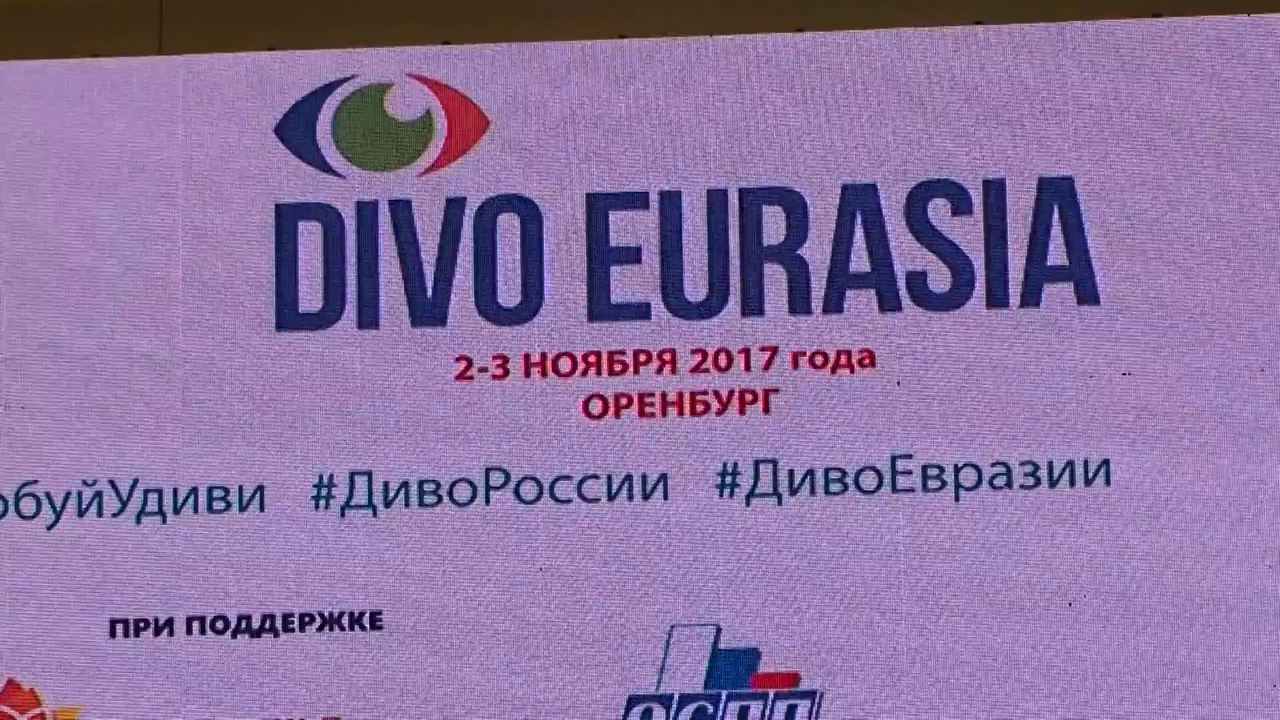 DIVO EURASIA
2-3 НОЯБРЯ 2017 года
ОРЕНБУРГ
#ДивоРоссии #ДивоЕвразии
ПРИ ПОДДЕРЖКЕ